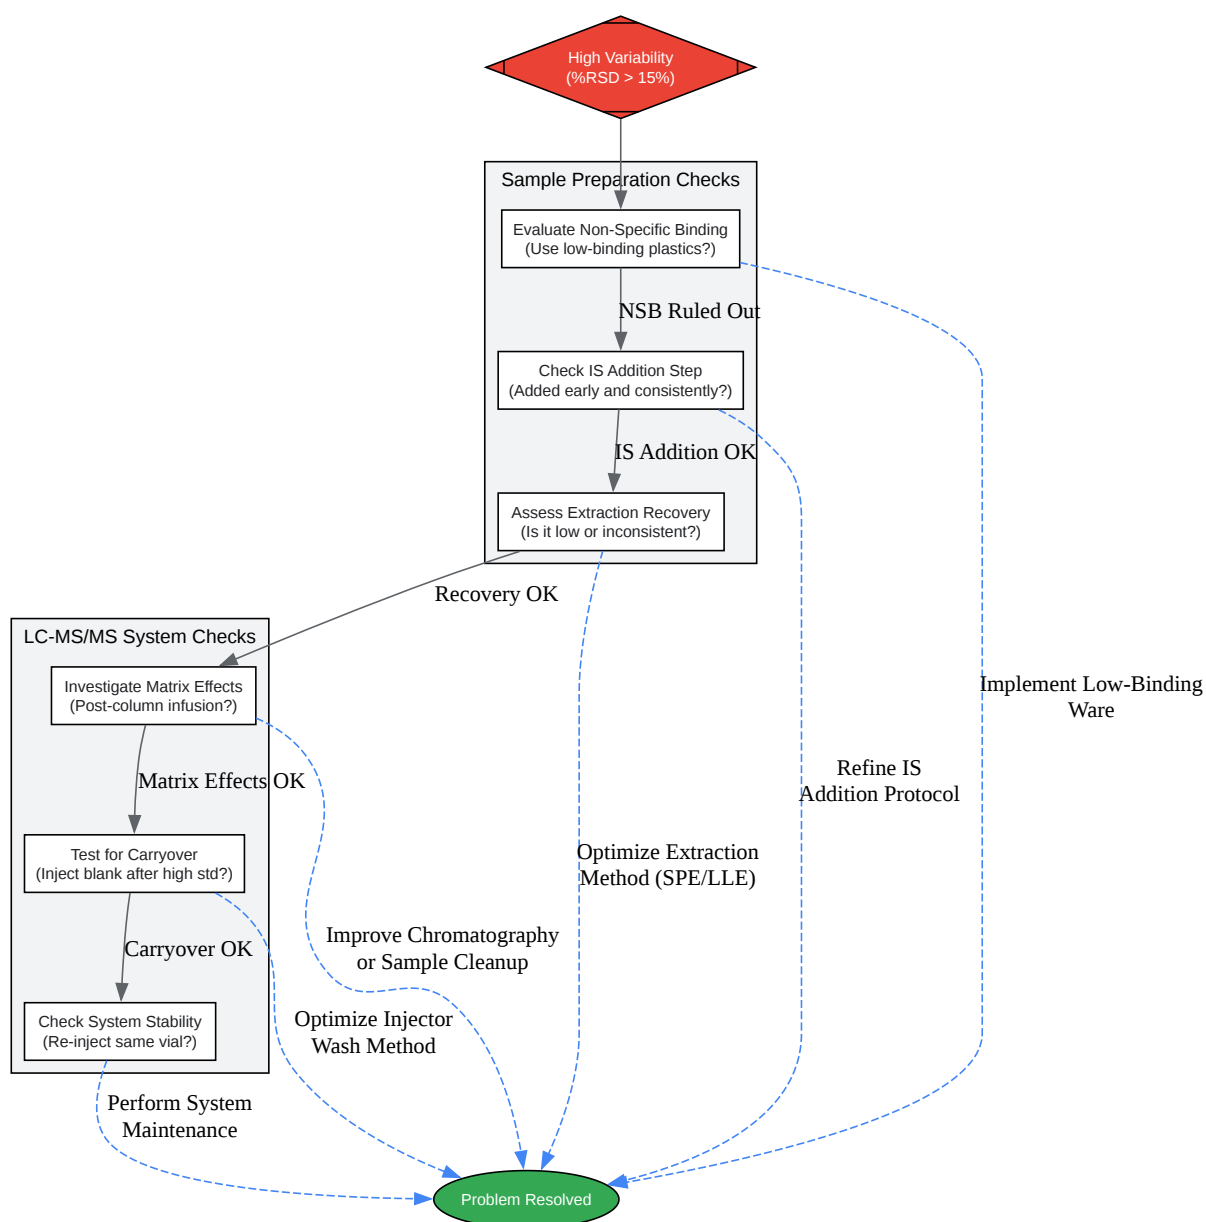 High Variability
(%RSD > 15%)
Sample Preparation Checks
Evaluate Non-Specific Binding
(Use low-binding plastics?)
NSB Ruled Out
Check IS Addition Step
(Added early and consistently?)
IS Addition OK
Assess Extraction Recovery
(Is it low or inconsistent?)
Recovery OK
LC-MS/MS System Checks
Investigate Matrix Effects
(Post-column infusion?)
Implement Low-Binding
Ware
Matrix Effects OK
Refine IS
Addition Protocol
Test for Carryover
(Inject blank after high std?)
Optimize Extraction
Method (SPE/LLE)
Carryover OK
Improve Chromatography
or Sample Cleanup
Check System Stability
(Re-inject same vial?)
Optimize Injector
Wash Method
Perform System
Maintenance
Problem Resolved